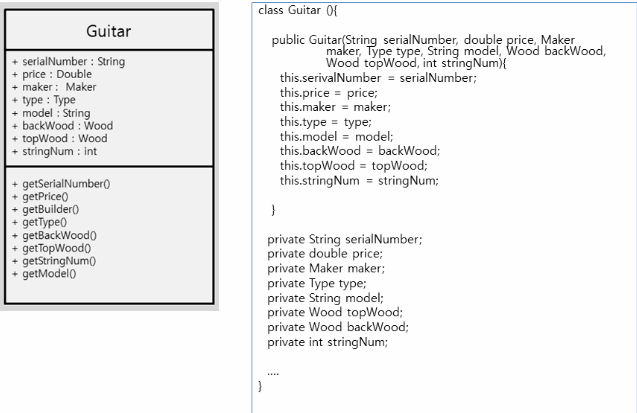 Guitar
+ serialNumber : String
+ price : Double
+ maker : Maker
+ type : Type
+ model : String
+ backWood : Wood
+ topWood : Wood
+ stringNum : int
+ getSerialNumber()
+ getPrice()
+ getBuilder()
+ getType()
+ getBackWood()
+ getTopWood()
+ getStringNum()
+ getModel()
class Guitar (){
public Guitar(String serialNumber, double price, Maker
maker, Type type, String model, Wood backWood,
Wood topWood, int stringNum){
this.serivalNumber = serialNumber;
this.price = price;
this.maker = maker;
this.type = type;
this.model = model;
this.backWood = backWood;
this.topWood = topWood;
this.stringNum = stringNum;
}
private String serialNumber;
private double price;
private Maker maker;
private Type type;
private String model;
private Wood topWood;
private Wood backWood;
private int stringNum;
....
}